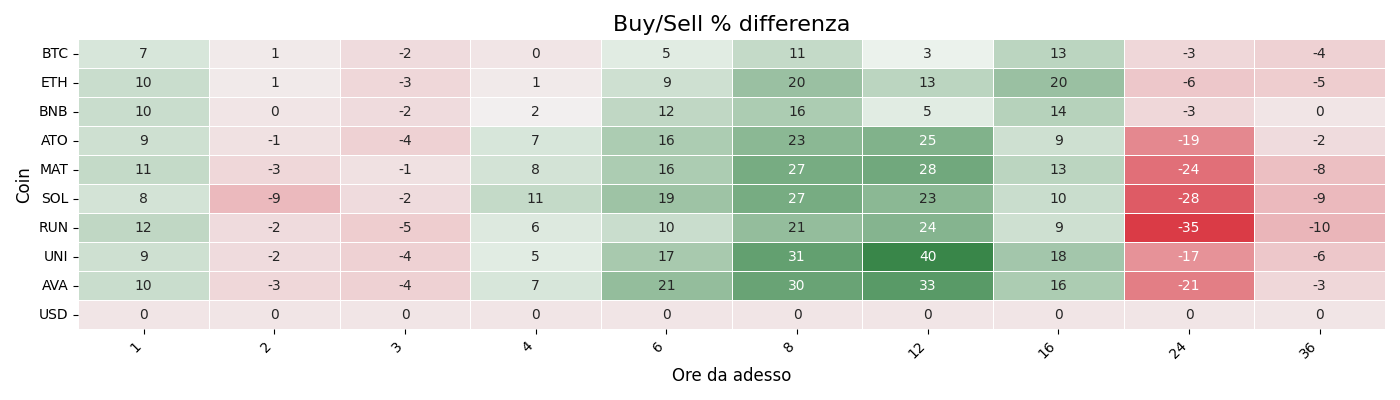 Buy/Sell % differenza
Coin
BTC 7 1 -2 0 5 11 3 13 -3 -4
ETH 10 1 -3 1 9 20 13 20 -6 -5
BNB 10 0 -2 2 12 16 5 14 -3 0
ATO 9 -1 -4 7 16 23 25 9 -19 -2
MAT 11 -3 -1 8 16 27 28 13 -24 -8
SOL 8 -9 -2 11 19 27 23 10 -28 -9
RUN 12 -2 -5 6 10 21 24 9 -35 -10
UNI 9 -2 -4 5 17 31 40 18 -17 -6
AVA 10 -3 -4 7 21 30 33 16 -21 -3
USD 0 0 0 0 0 0 0 0 0 0
1 2 3 4 6 8 12 16 24 36
Ore da adesso